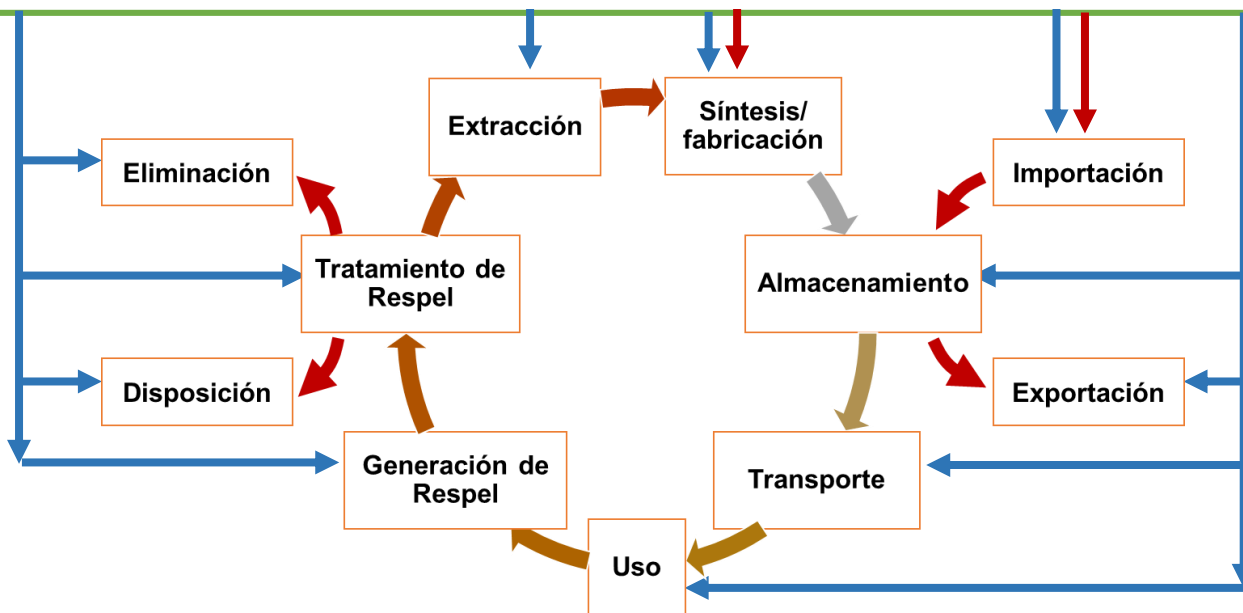 Extracción
Síntesis/
fabricación
Eliminación
Importación
Tratamiento de
Respel
Almacenamiento
Disposición
Exportación
Generación de
Respel
Transporte
Uso